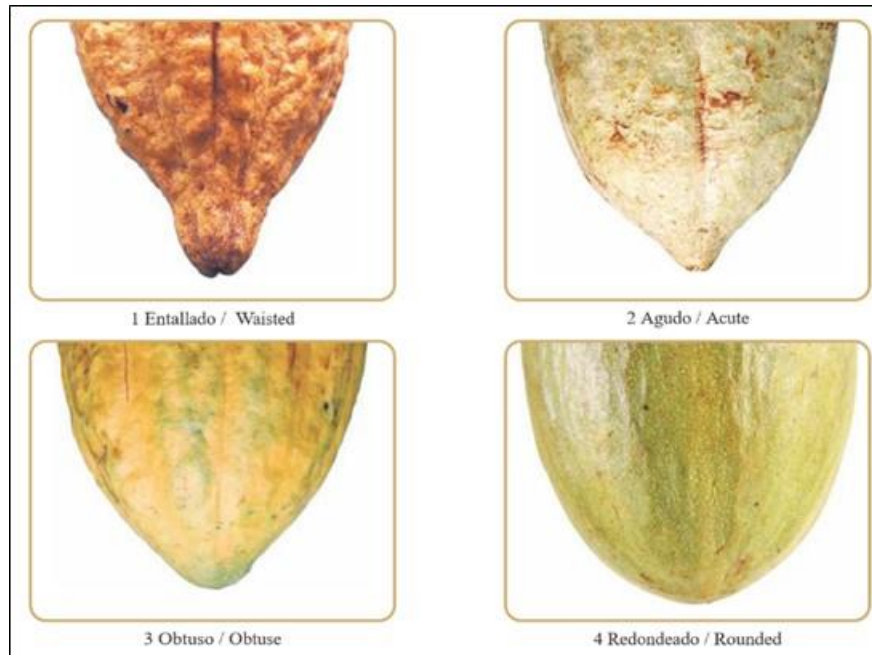 1 Entallado / Waisted
2 Agudo / Acute
3 Obtuso / Obtuse
4 Redondeado / Rounded